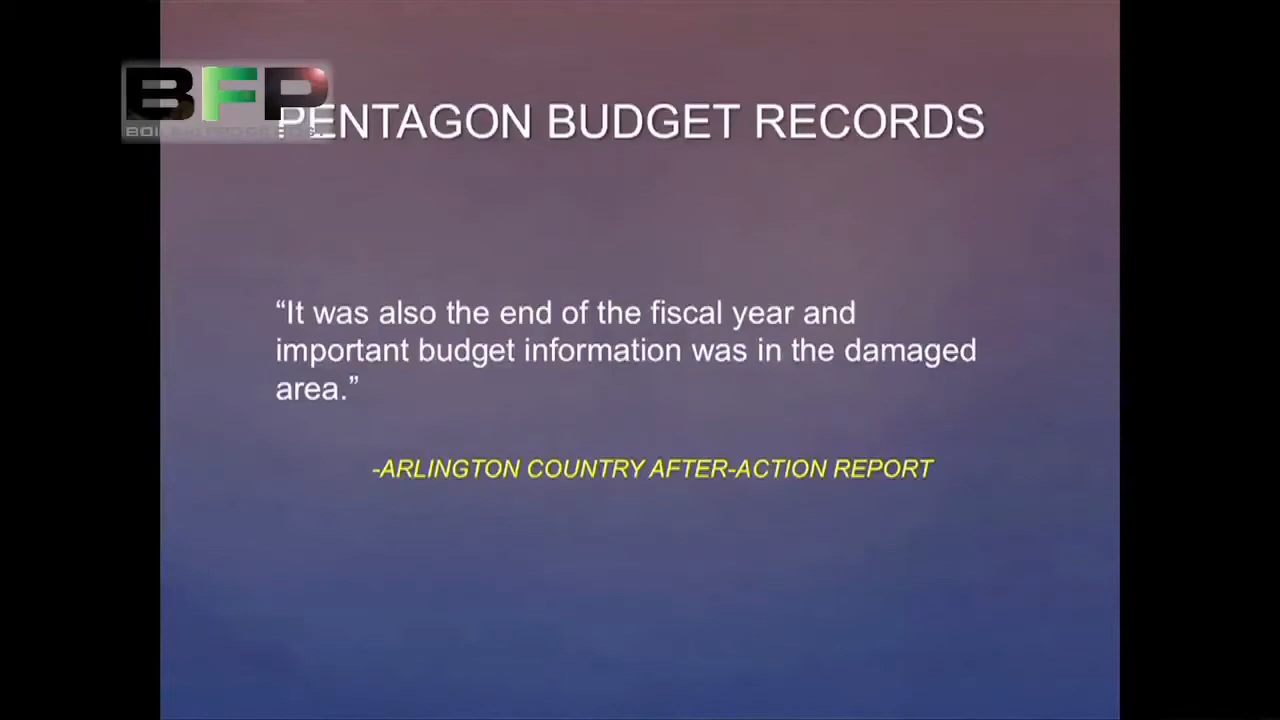 BFP
PENTAGON BUDGET RECORDS
“It was also the end of the fiscal year and
important budget information was in the damaged
area.”
-ARLINGTON COUNTRY AFTER-ACTION REPORT